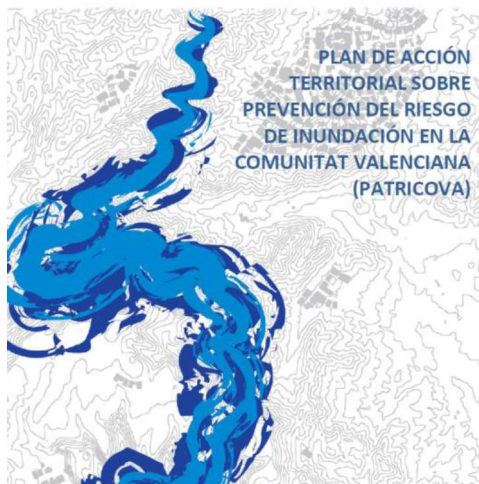 PLAN DE ACCIÓN
TERRITORIAL SOBRE
PREVENCIÓN DEL RIESGO
DE INUNDACIÓN EN LA
COMUNITAT VALENCIANA
(PATRICOVA)